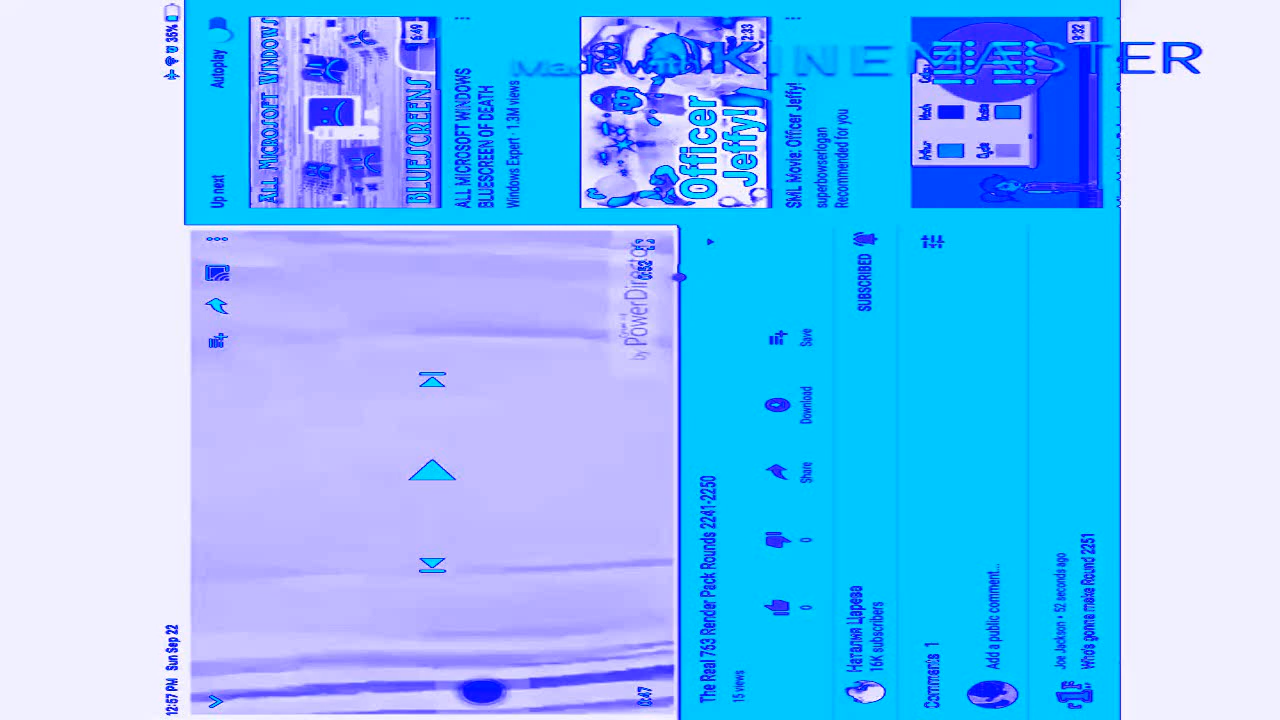 12:57 PM Sun Sep 22
35%
Made with KINEMASTER
0:47
0:52
by PowerDirector
Up next
Autoplay
ALL MICROSOFT WINDOWS
BLUESCREENS
6:49
ALL MICROSOFT WINDOWS
BLUESCREEN OF DEATH
Windows Expert · 1.3M views
Officer
Jeffy!
2:33
SML Movie: Officer Jeffy!
superbowserlogan
Recommended for you
The Real 763 Render Pack Rounds 2241-2250
15 views
0
0
Share
Download
Save
Наталия Царева
16K subscribers
SUBSCRIBED
Comments 1
Add a public comment...
Joe Jackson • 52 seconds ago
Who's gonna make Round 2251